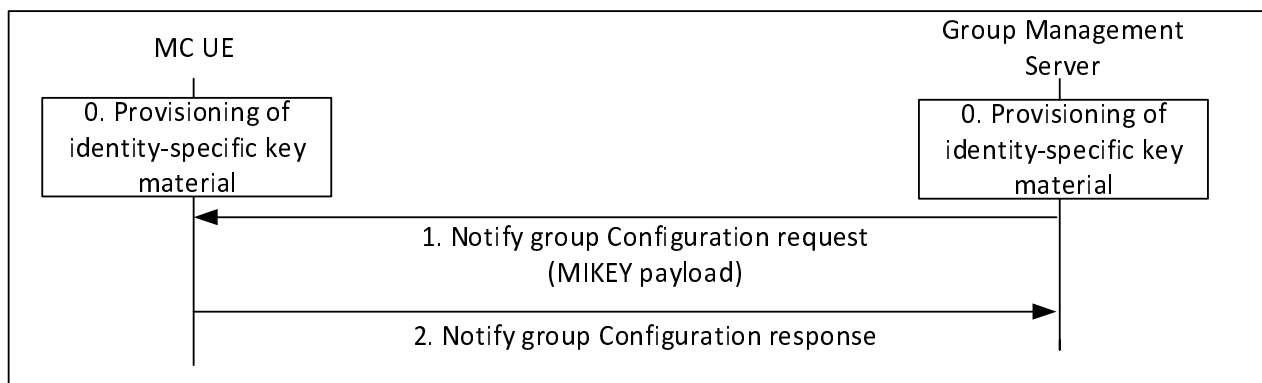 MC UE
Group Management
Server
0. Provisioning of
identity-specific key
material
0. Provisioning of
identity-specific key
material
1. Notify group Configuration request
(MIKEY payload)
2. Notify group Configuration response